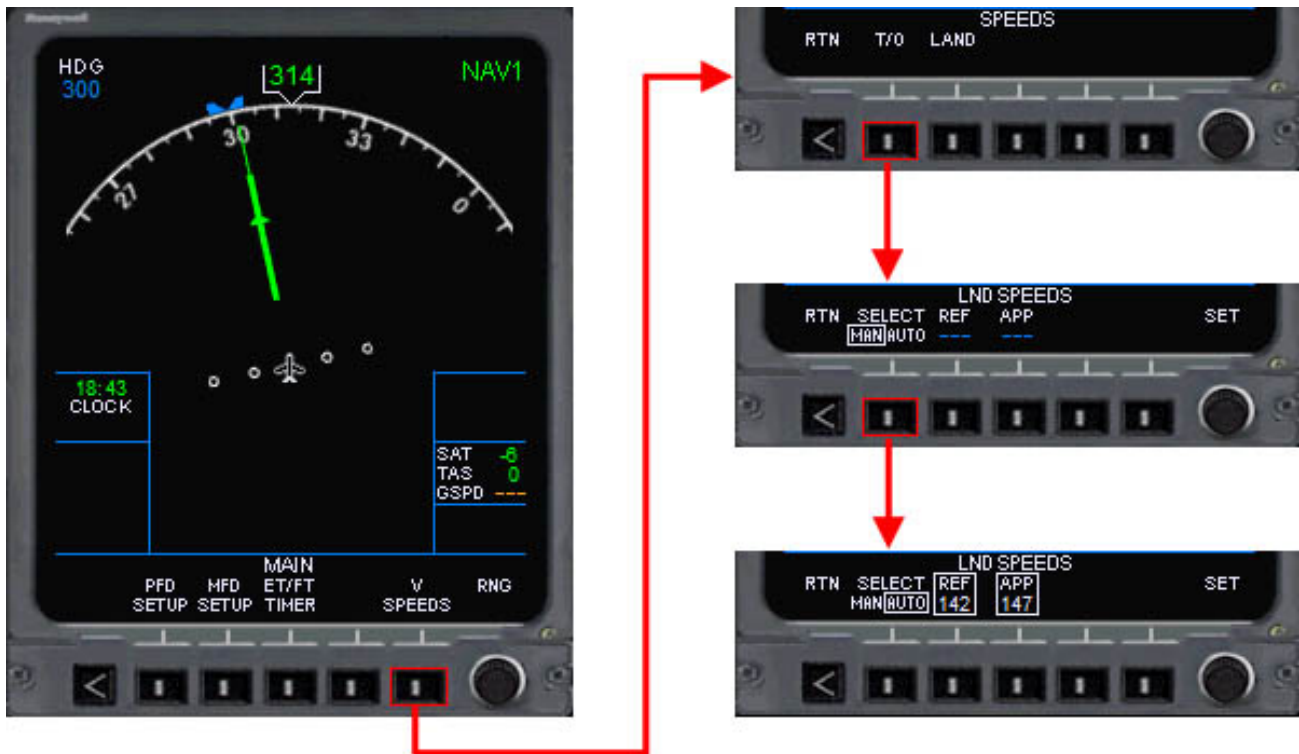 Honeywell
HDG
300
314
NAV1
27
30
33
0
18:43
CLOCK
SAT -6
TAS 0
GSPD ---
MAIN
PFD SETUP
MFD SETUP
ET/FT TIMER
V SPEEDS
RNG
<
SPEEDS
RTN T/O LAND
<
LND SPEEDS
RTN SELECT REF APP SET
MAN AUTO --- ---
<
LND SPEEDS
RTN SELECT REF APP SET
MAN AUTO 142 147
<